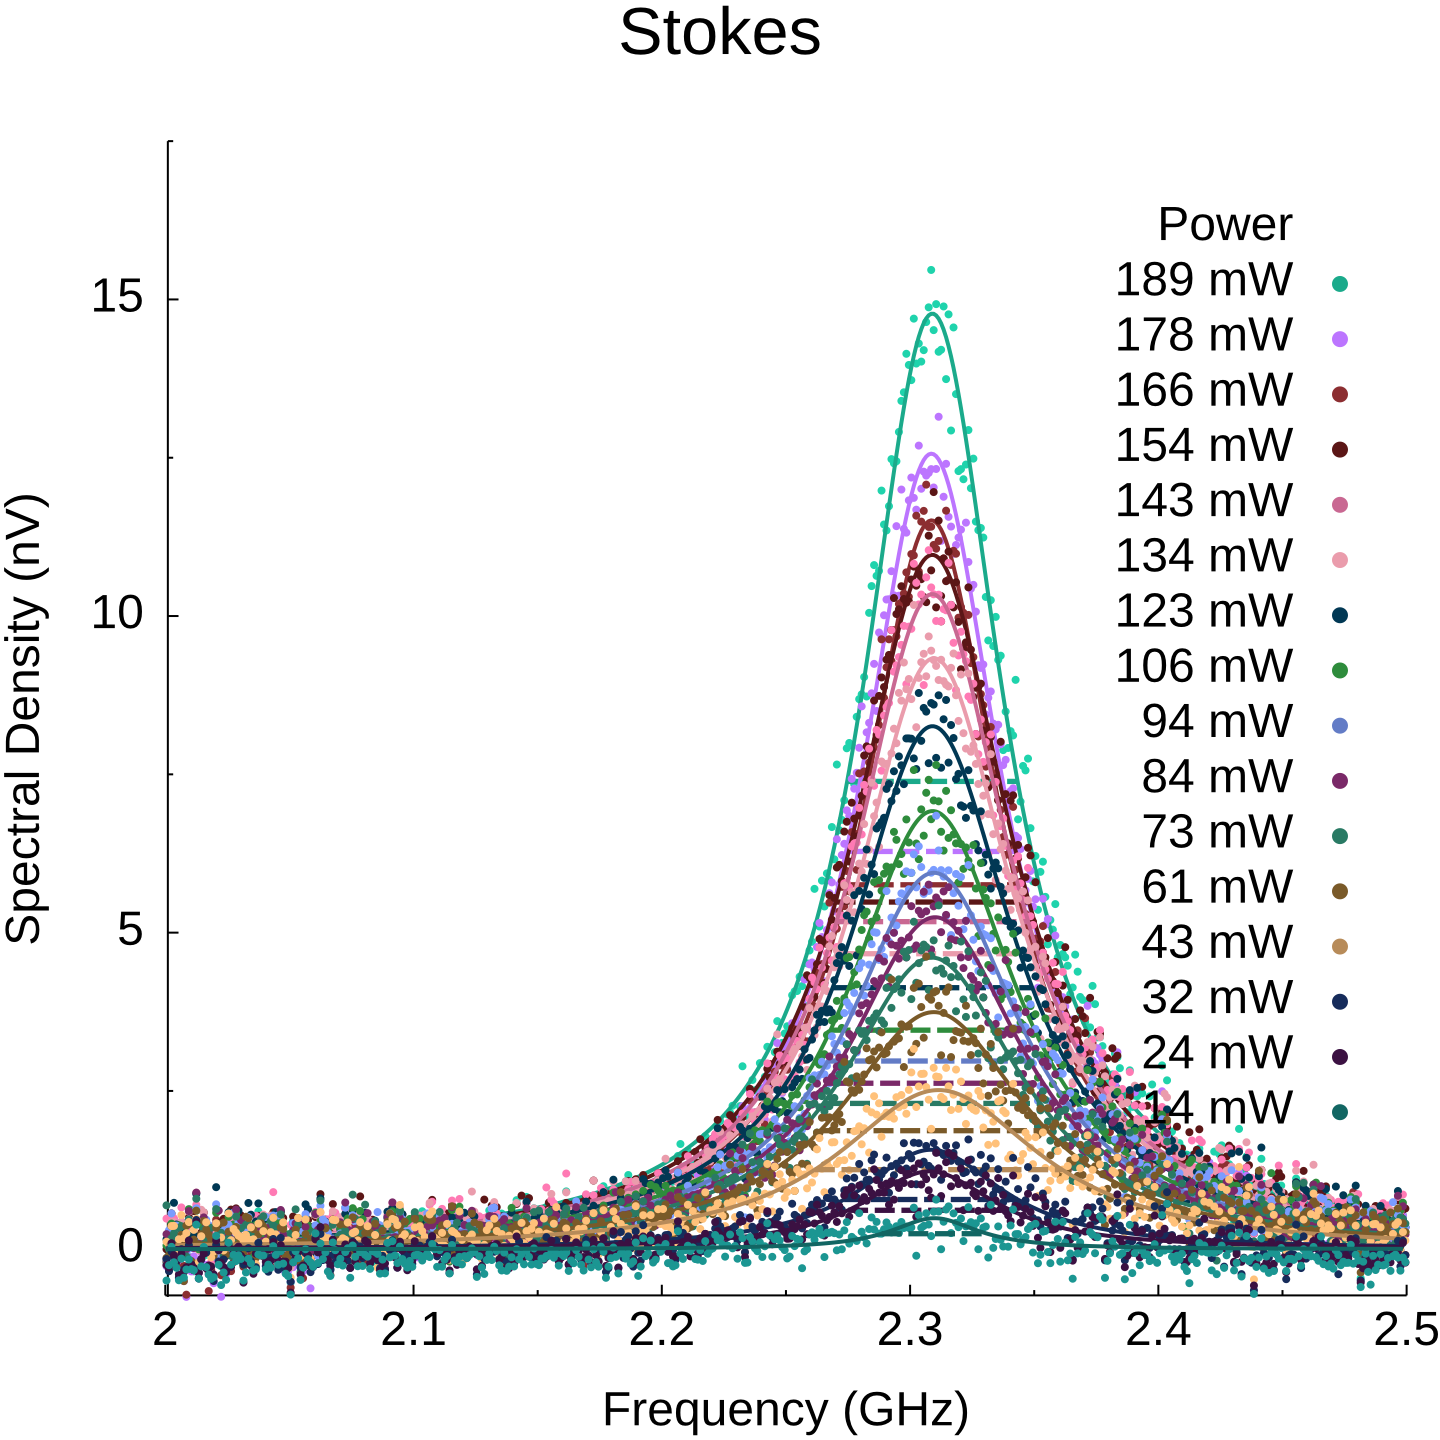 Stokes
Power
189 mW
178 mW
166 mW
154 mW
143 mW
134 mW
123 mW
106 mW
94 mW
84 mW
73 mW
61 mW
43 mW
32 mW
24 mW
14 mW
15
10
5
0
Spectral Density (nV)
2 2.1 2.2 2.3 2.4 2.5
Frequency (GHz)